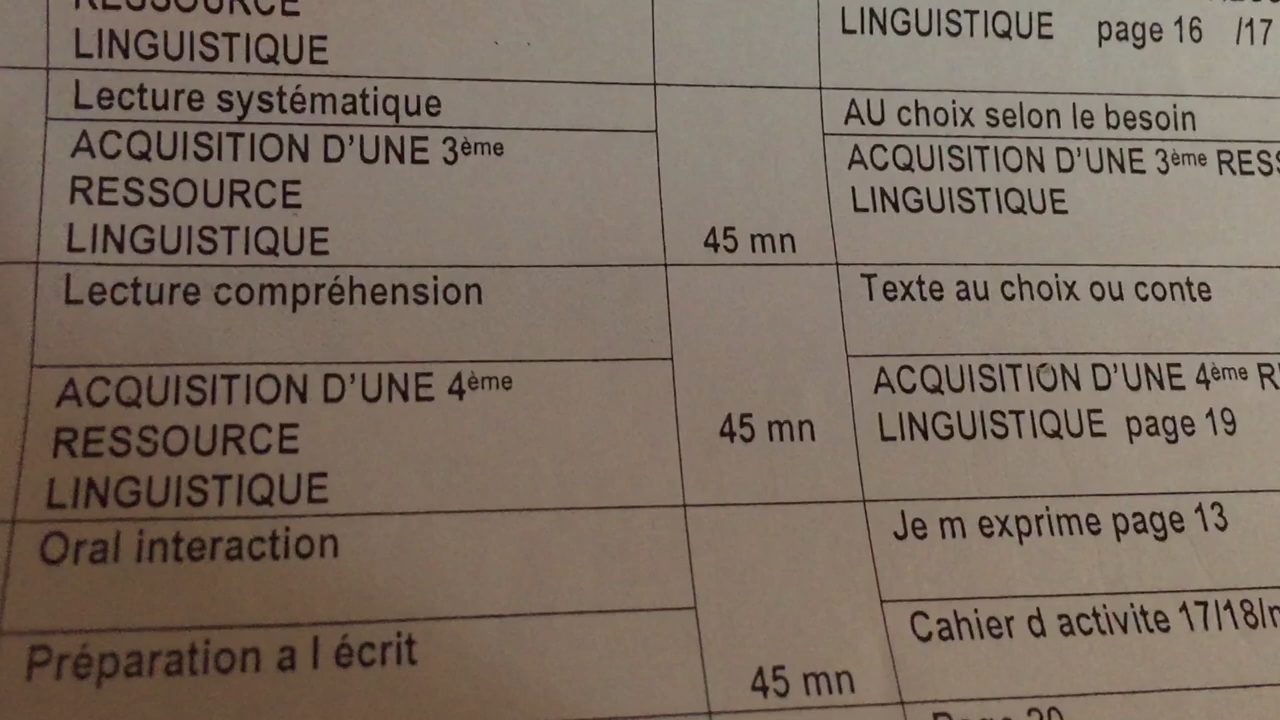 RESSOURCE
LINGUISTIQUE
LINGUISTIQUE page 16 /17
Lecture systématique
AU choix selon le besoin
ACQUISITION D'UNE 3ème
RESSOURCE
LINGUISTIQUE
45 mn
ACQUISITION D'UNE 3ème
LINGUISTIQUE
Lecture compréhension
Texte au choix ou conte
ACQUISITION D'UNE 4ème
RESSOURCE
LINGUISTIQUE
45 mn
ACQUISITION D'UNE 4ème
LINGUISTIQUE page 19
Oral interaction
Je m exprime page 13
Préparation a l écrit
45 mn
Cahier d activite 17/18/